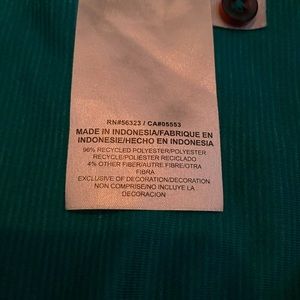 RN#56323 / CA#05553
MADE IN INDONESIA/FABRIQUE EN
INDONESIE/HECHO EN INDONESIA
96% RECYCLED POLYESTER/POLYESTER
RECYCLE/POLIÉSTER RECICLADO
4% OTHER FIBER/AUTRE FIBRE/OTRA
FIBRA
EXCLUSIVE OF DECORATION/DECORATION
NON COMPRISE/NO INCLUYE LA
DECORACION